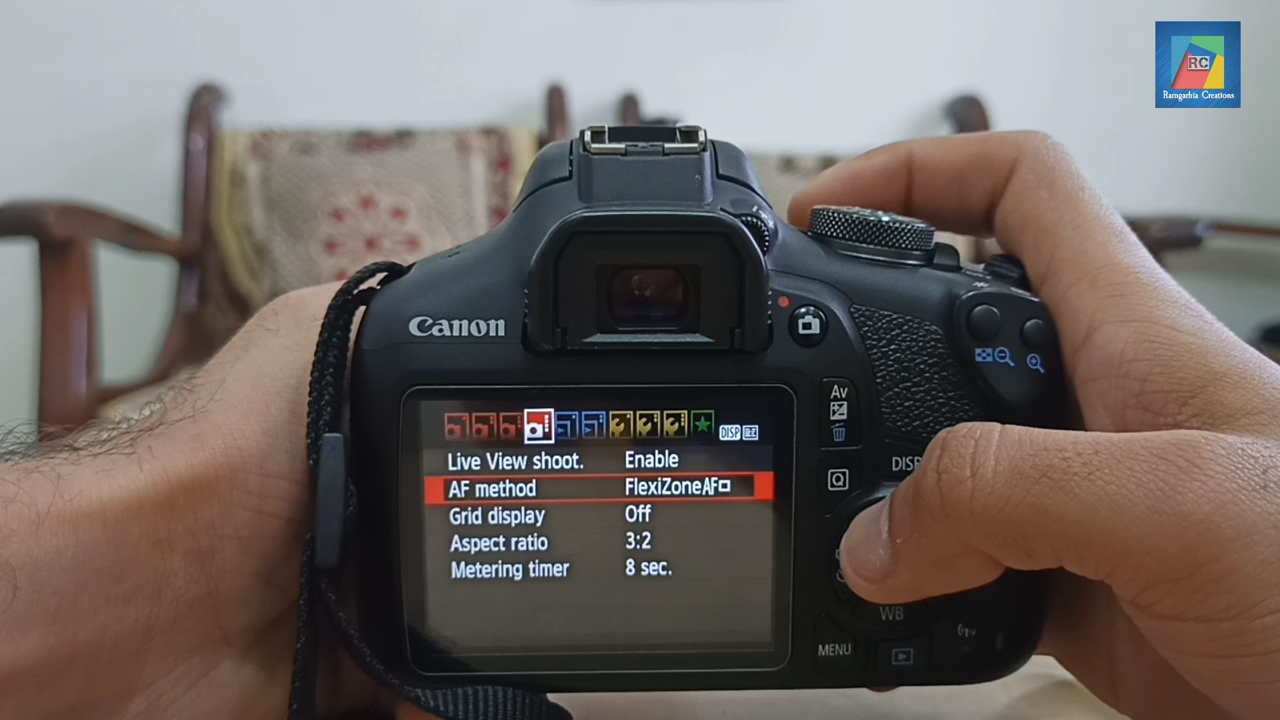 RC
Ramgarhia Creations
Canon
Av
DISP
Live View shoot. Enable
AF method FlexiZoneAF
Grid display Off
Aspect ratio 3:2
Metering timer 8 sec.
Q
DISP
WB
MENU